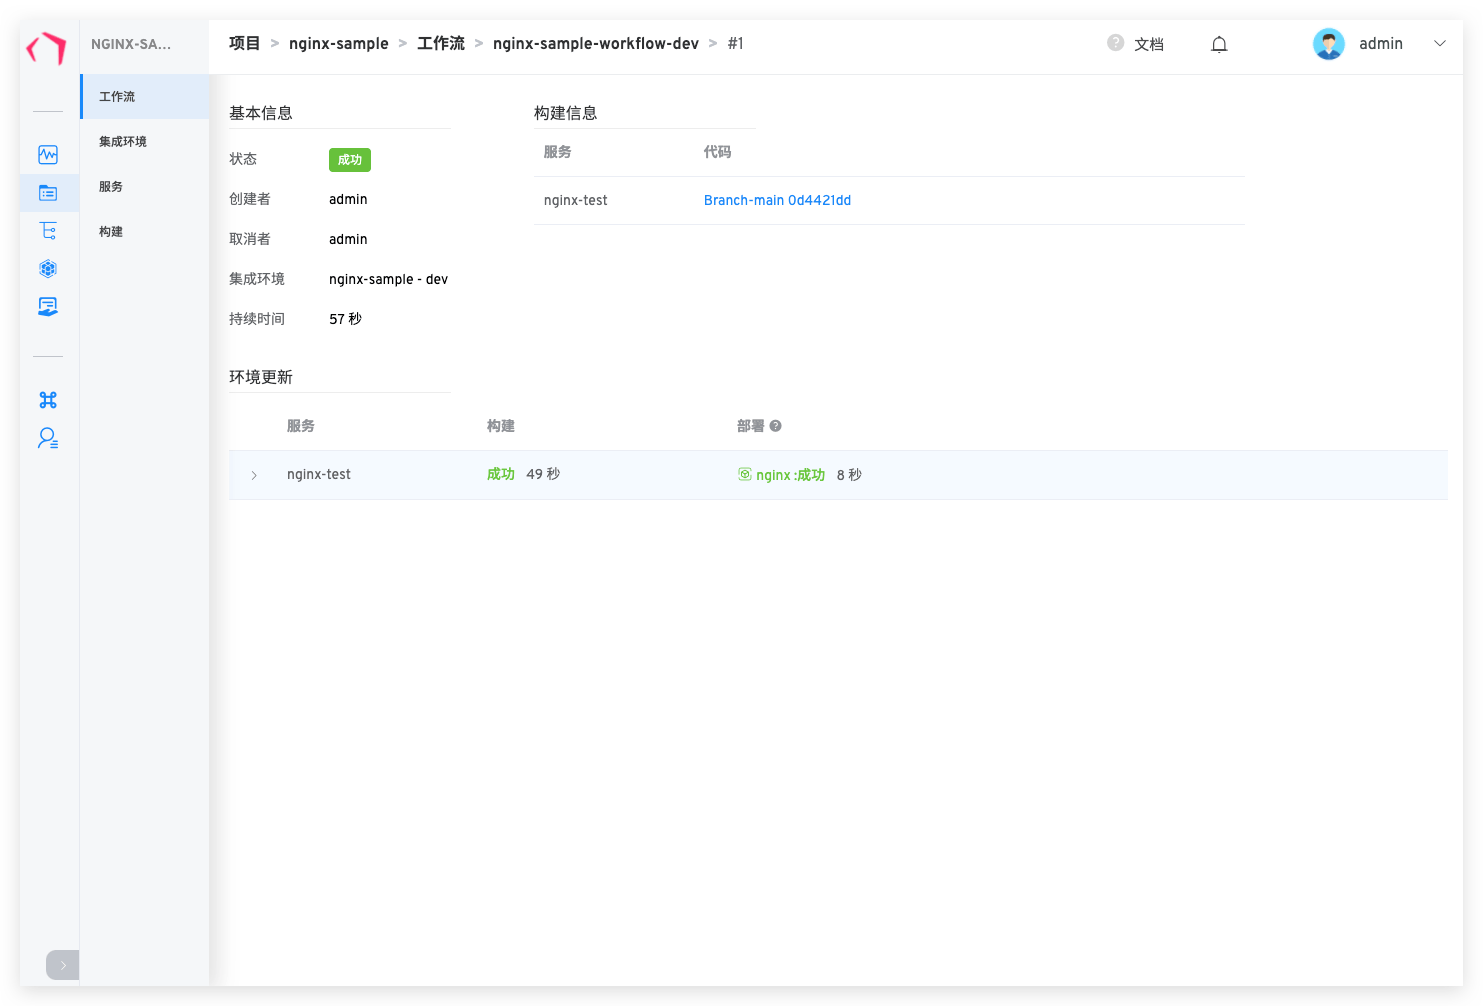 NGINX-SA...
项目 > nginx-sample > 工作流 > nginx-sample-workflow-dev > #1
? 文档
admin
工作流
集成环境
服务
构建
基本信息
状态 成功
创建者 admin
取消者 admin
集成环境 nginx-sample - dev
持续时间 57 秒
构建信息
服务 代码
nginx-test Branch-main 0d4421dd
环境更新
服务 构建 部署 ?
nginx-test 成功 49 秒 nginx :成功 8 秒